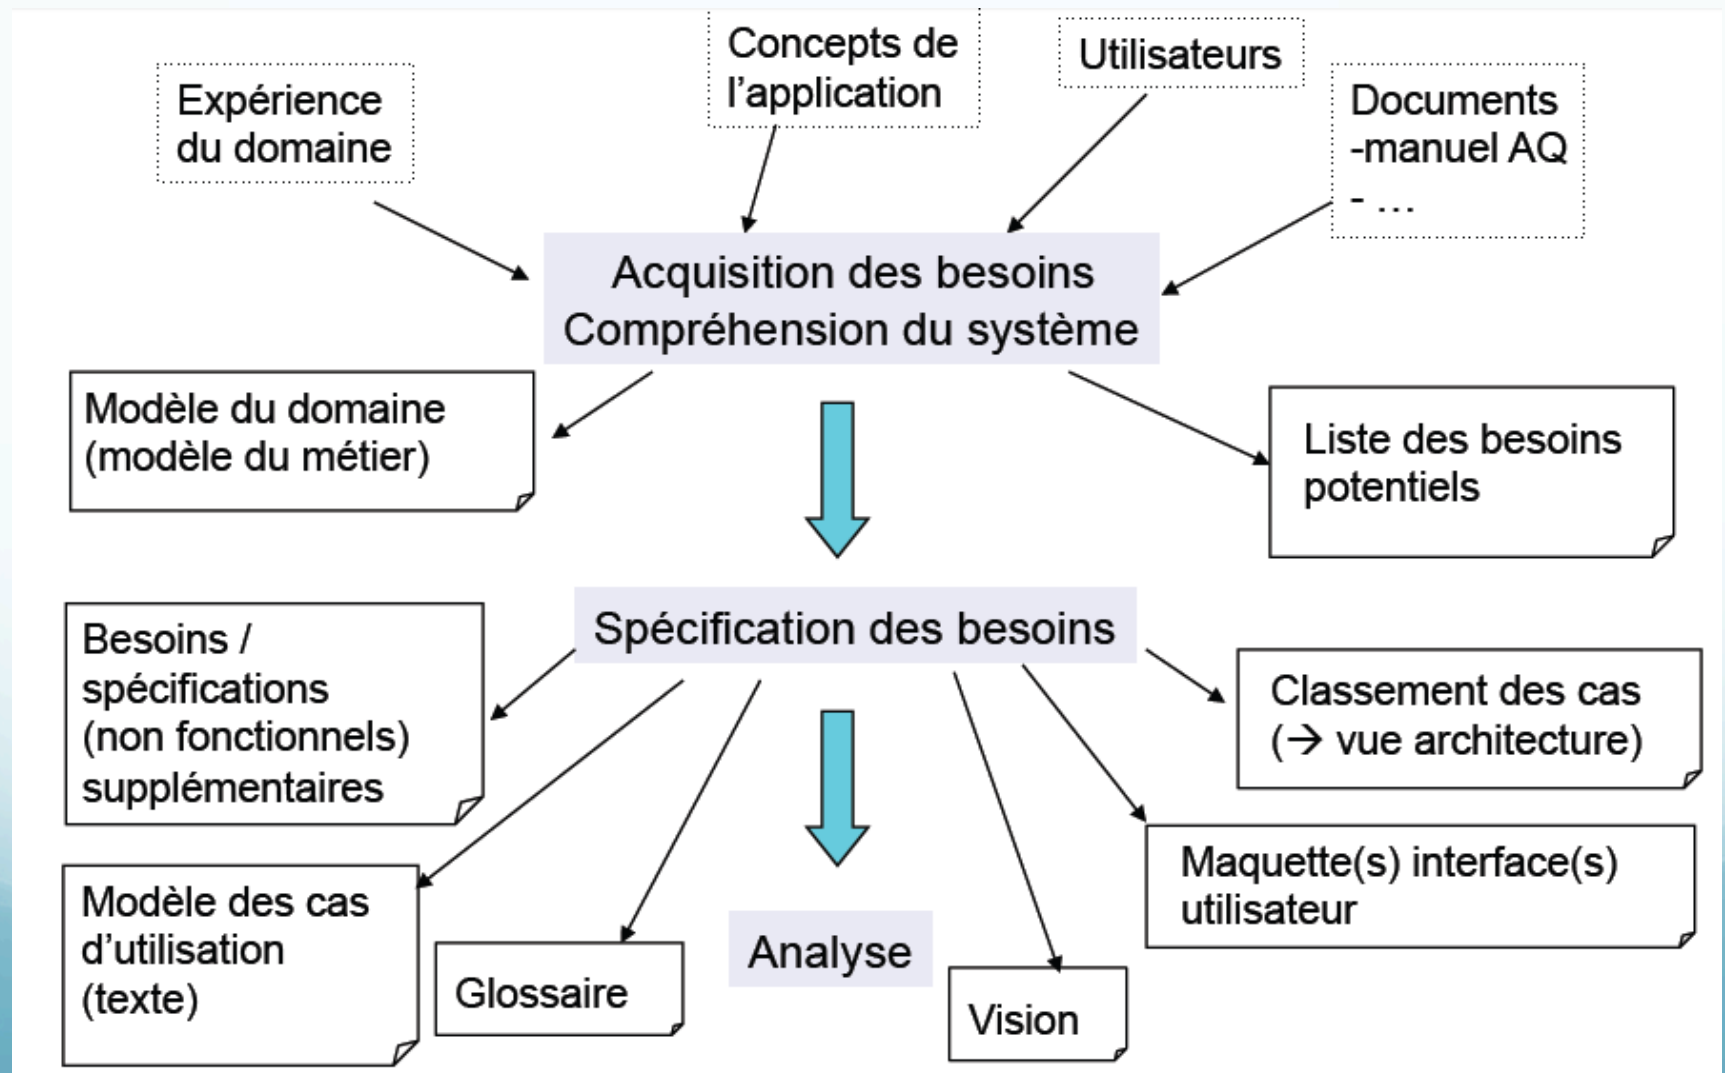 Expérience
du domaine
Concepts de
l'application
Utilisateurs
Documents
-manuel AQ
- ...
Acquisition des besoins
Compréhension du système
Modèle du domaine
(modèle du métier)
Liste des besoins
potentiels
Spécification des besoins
Besoins /
spécifications
(non fonctionnels)
supplémentaires
Classement des cas
(→ vue architecture)
Maquette(s) interface(s)
utilisateur
Modèle des cas
d'utilisation
(texte)
Glossaire
Analyse
Vision